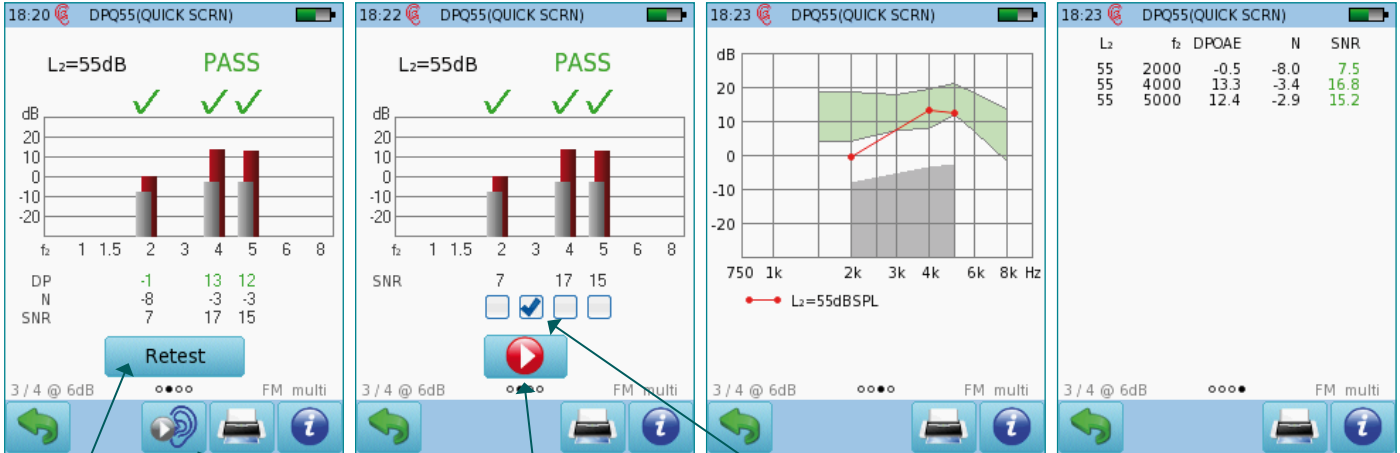 18:20 DPQ55(QUICK SCRN)
L₂=55dB PASS
dB
20
10
0
-10
-20
f₂ 1 1.5 2 3 4 5 6 8
DP -1 13 12
N -8 -3 -3
SNR 7 17 15
Retest
3 / 4 @ 6dB FM multi
18:22 DPQ55(QUICK SCRN)
L₂=55dB PASS
dB
20
10
0
-10
-20
f₂ 1 1.5 2 3 4 5 6 8
SNR 7 17 15
3 / 4 @ 6dB FM multi
18:23 DPQ55(QUICK SCRN)
dB
20
10
0
-10
-20
750 1k 2k 3k 4k 6k 8k Hz
L₂=55dBSPL
3 / 4 @ 6dB FM multi
18:23 DPQ55(QUICK SCRN)
L₂ f₂ DPOAE N SNR
55 2000 -0.5 -8.0 7.5
55 4000 13.3 -3.4 16.8
55 5000 12.4 -2.9 15.2
3 / 4 @ 6dB FM multi